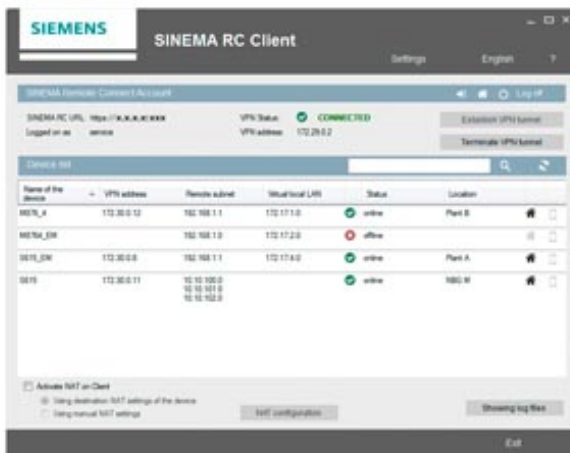 SIEMENS
SINEMA RC Client
Settings English ?
SINEMA Remote Connect Account Log off
SINEMA RC URL https://x.x.x.x:xxx VPN Status CONNECTED Establish VPN tunnel
Logged on as service VPN address 172.29.0.2 Terminate VPN tunnel
Device list
Name of the device VPN address Remote subnet Virtual local LAN Status Location
M876_4 172.30.0.12 192.168.1.1 172.17.1.0 online Plant B
M876A_EM 192.168.1.0 172.17.2.0 offline
S615_EM 172.30.0.8 192.168.1.1 172.17.4.0 online Plant A
S615 172.30.0.11 10.10.100.0 online NBG M
10.10.101.0
10.10.102.0
Activate NAT on Client
Using destination NAT settings of the device
Using manual NAT settings NAT configuration Showing log files
Exit